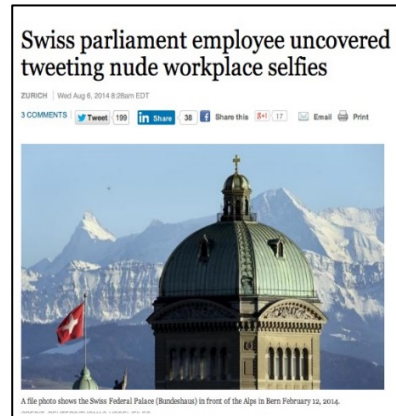 Swiss parliament employee uncovered
tweeting nude workplace selfies
ZURICH | Wed Aug 6, 2014 8:28am EDT
3 COMMENTS Tweet 199 in Share 38 f Share this g+1 17 Email Print
A file photo shows the Swiss Federal Palace (Bundeshaus) in front of the Alps in Bern February 12, 2014.